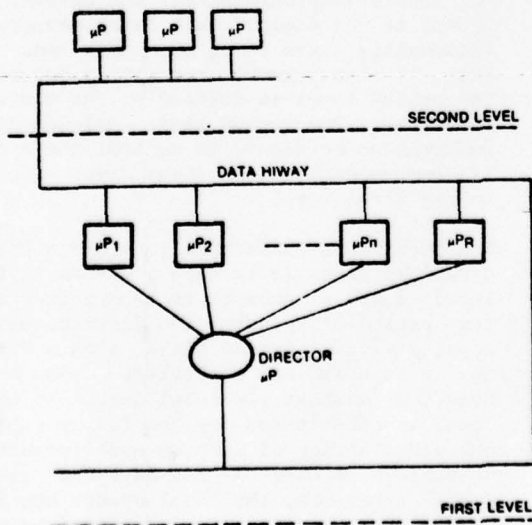 μP μP μP
SECOND LEVEL
DATA HIWAY
μP1 μP2 μPn μPR
DIRECTOR
μP
FIRST LEVEL